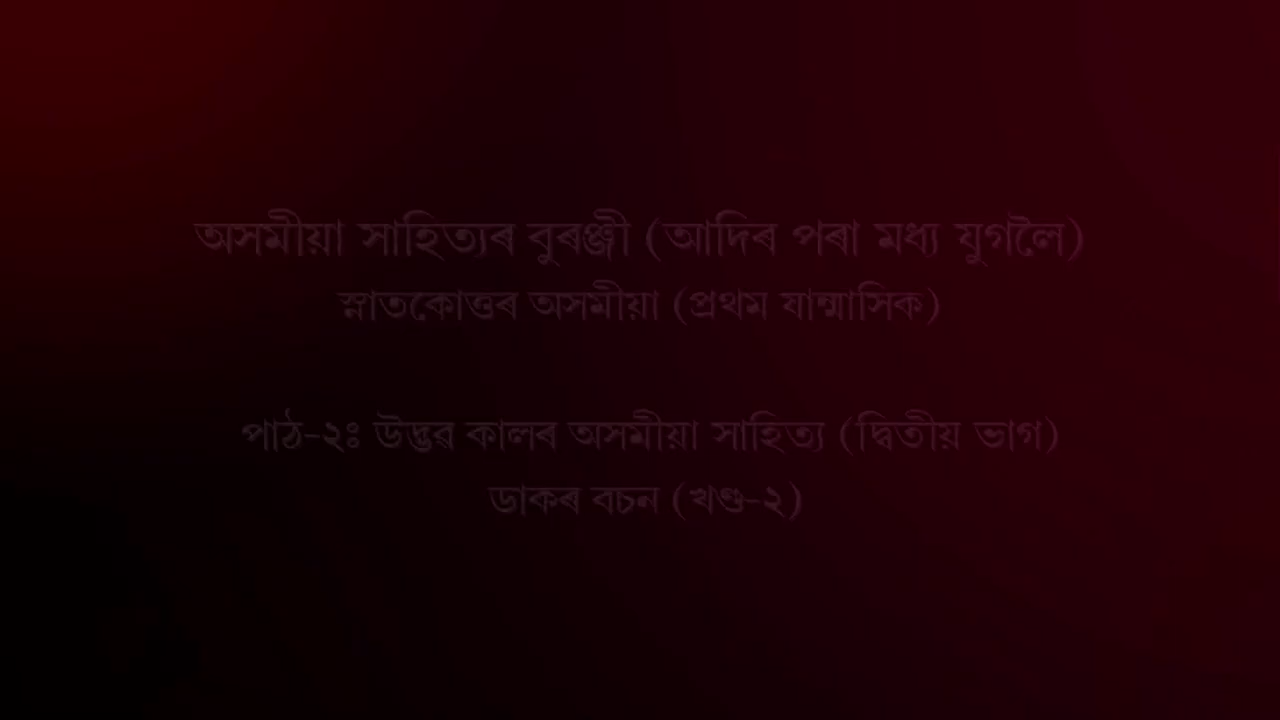 অসমীয়া সাহিত্যৰ বুৰঞ্জী (আদিৰ পৰা মধ্য যুগলৈ)
স্নাতকোত্তৰ অসমীয়া (প্ৰথম যান্মাসিক)
পাঠ-২ঃ উদ্ভৱ কালৰ অসমীয়া সাহিত্য (দ্বিতীয় ভাগ)
ডাকৰ বচন (খণ্ড-২)